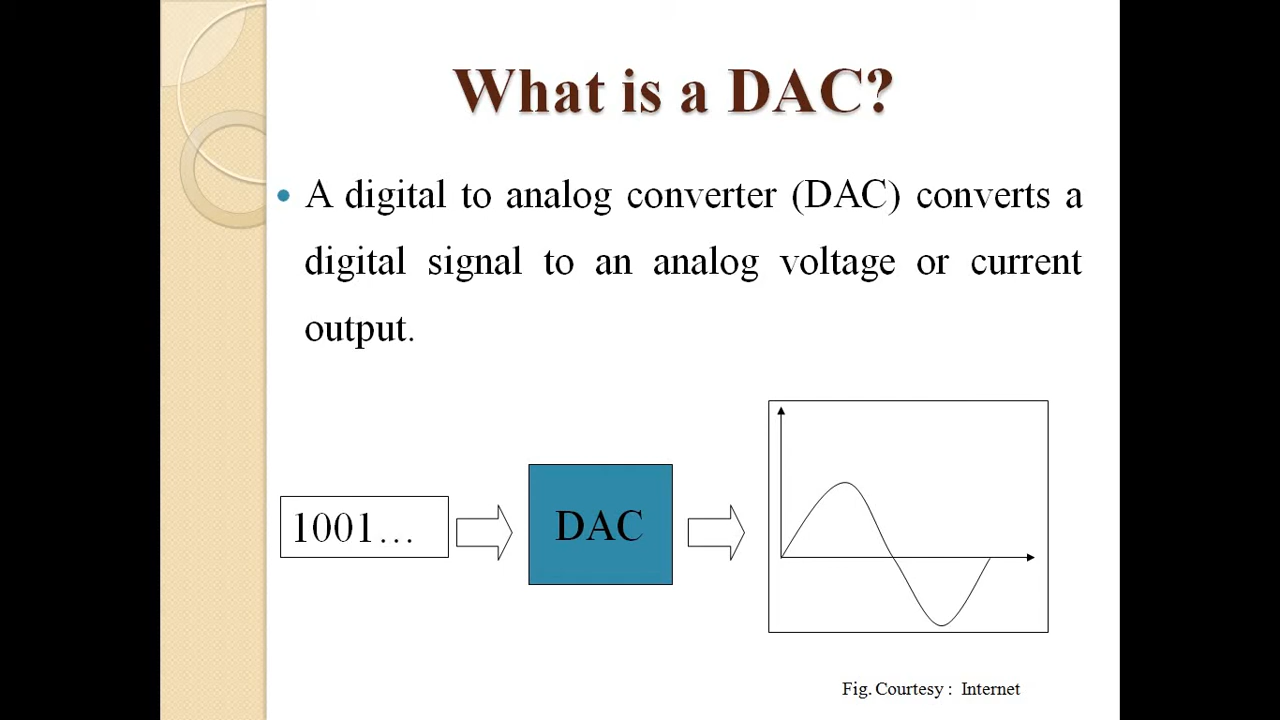 What is a DAC?
• A digital to analog converter (DAC) converts a
digital signal to an analog voltage or current
output.
1001...
DAC
Fig. Courtesy : Internet